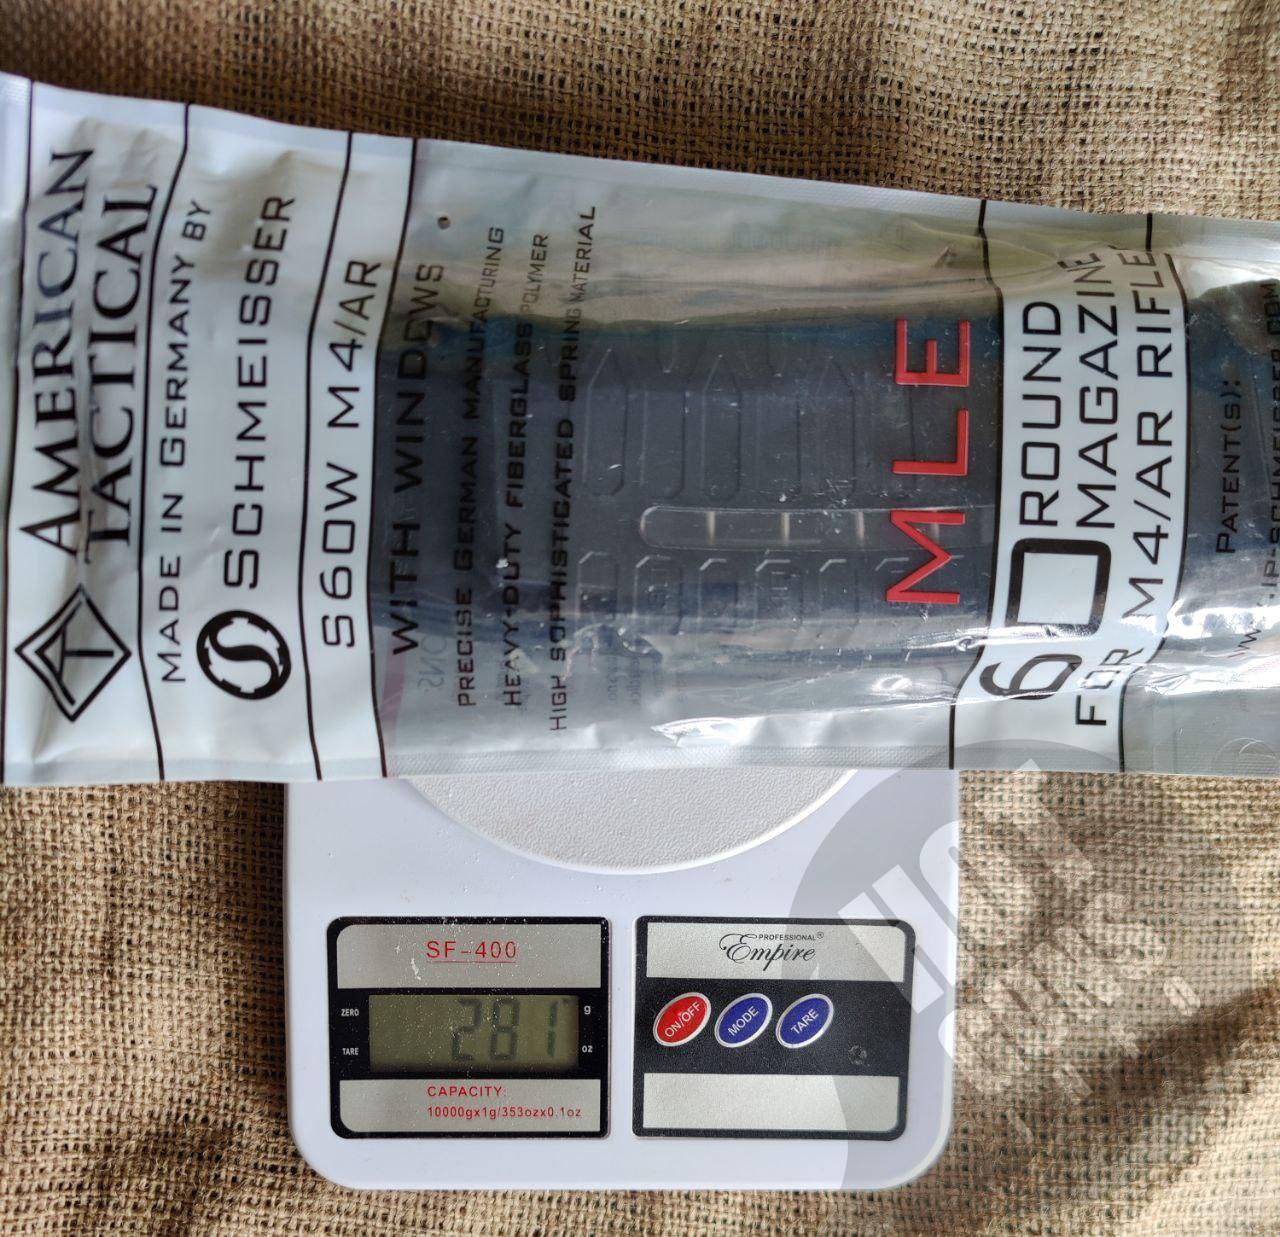 AMERICAN
TACTICAL
MADE IN GERMANY BY
SCHMEISSER
S60W M4/AR
WITH WINDOWS
PRECISE GERMAN MANUFACTURING
HEAVY-DUTY FIBERGLASS POLYMER
HIGH SOPHISTICATED SPRING MATERIAL
MLE
60 ROUND
MAGAZINE
FOR M4/AR RIFLE
PATENT(S):
SF-400
ZERO
TARE
281
g
oz
CAPACITY:
10000gx1g/353ozx0.1oz
PROFESSIONAL®
Empire
ON/OFF
MODE
TARE